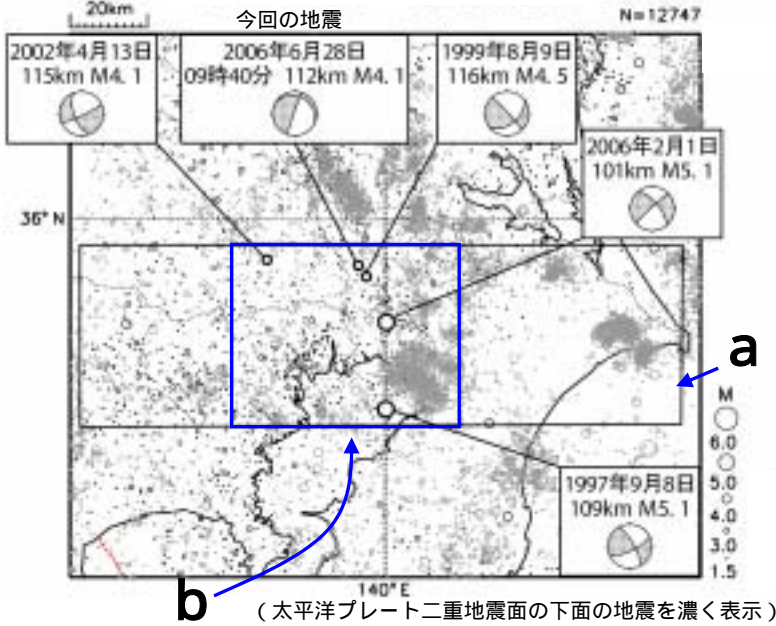 20km
今回の地震
N=12747
2002年4月13日
115km M4. 1
2006年6月28日
09時40分 112km M4. 1
1999年8月9日
116km M4. 5
2006年2月1日
101km M5. 1
36° N
a
M
6.0
5.0
4.0
3.0
1.5
1997年9月8日
109km M5. 1
140° E
b
(太平洋プレート二重地震面の下面の地震を濃く表示)